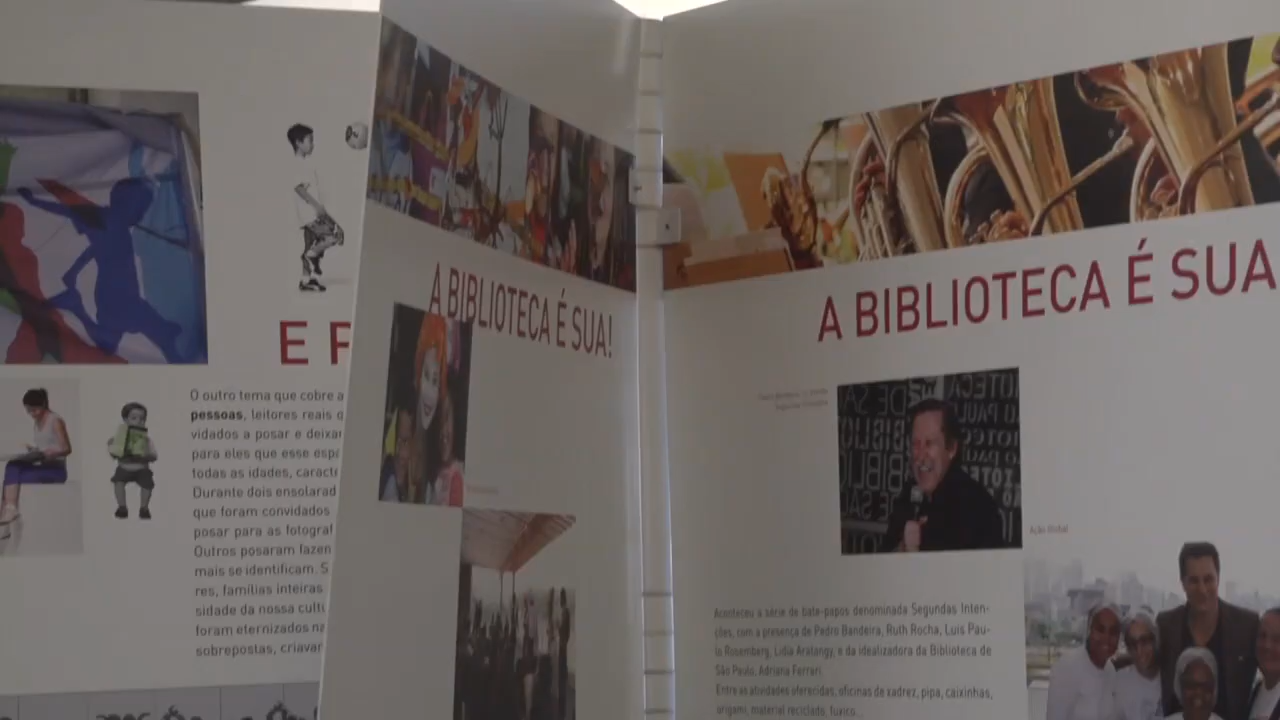 E F
O outro tema que cobre a
pessoas, leitores reais
vidados a posar e deixar
para eles que esse espa
todas as idades, caracte
Durante dois ensolarad
que foram convidados
posar para as fotograf
Outros posaram fazen
mais se identificam. S
res, famílias inteiras
sidade da nossa cultu
foram eternizados na
sobrepostas, criavam
A BIBLIOTECA É SUA!
A BIBLIOTECA É SUA
Ação Global
Aconteceu a série de bate-papos denominada Segundas Inten-
ções, com a presença de Pedro Bandeira, Ruth Rocha, Luis Pau-
lo Rosemberg, Lidia Aratangy, e da idealizadora da Biblioteca de
São Paulo, Adriana Ferrari.
Entre as atividades oferecidas, oficinas de xadrez, pipa, caixinhas,
origami, material reciclado, fuxico...